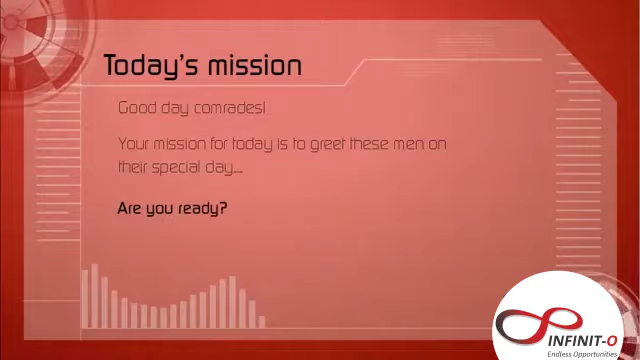 Today's mission
Good day comrades!
Your mission for today is to greet these men on
their special day....
Are you ready?
INFINIT-O
Endless Opportunities